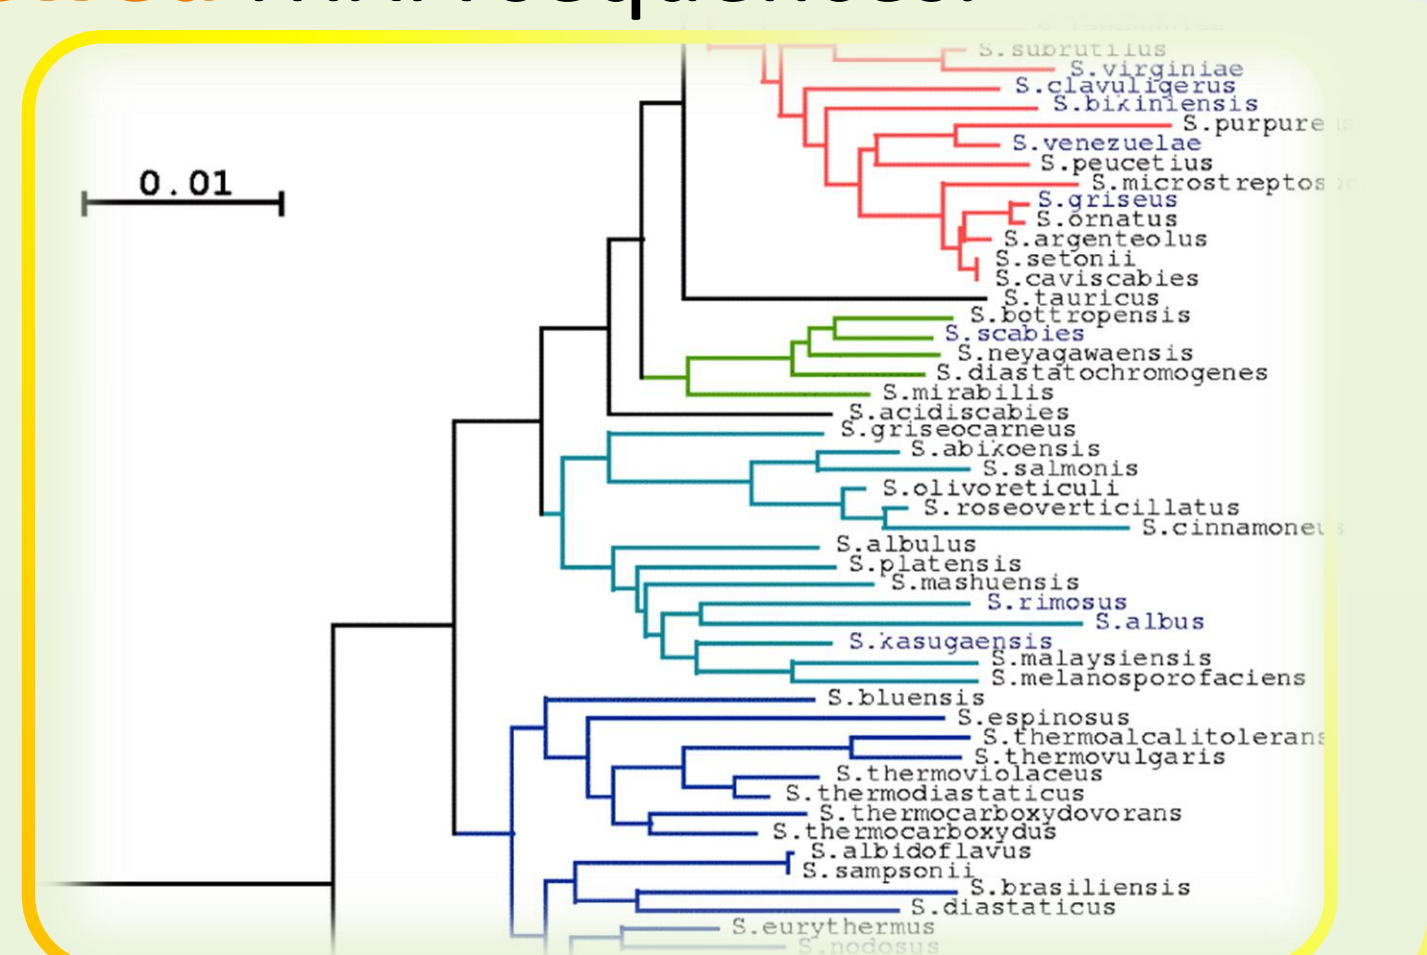 sequences.
0.01
S.subrutilus
S.virginiae
S.clavuligerus
S.bikiniensis
S.purpure
S.venezuelae
S.peucetius
S.microstreptos
S.griseus
S.ornatus
S.argenteolus
S.setonii
S.caviscabies
S.tauricus
S.bottropensis
S.scabies
S.neyagawaensis
S.diastatochromogenes
S.mirabilis
S.acidiscabies
S.griseocarneus
S.abikoensis
S.salmonis
S.olivoreticuli
S.roseoverticillatus
S.cinnamoneus
S.albulus
S.platensis
S.mashuensis
S.rimosus
S.albus
S.kasugaensis
S.malaysiensis
S.melanosporofaciens
S.bluensis
S.espinosus
S.thermoalcalitolerans
S.thermovulgaris
S.thermoviolaceus
S.thermodiastaticus
S.thermocarboxydovorans
S.thermocarboxydus
S.albidoflavus
S.sampsonii
S.brasiliensis
S.diastaticus
S.eurythermus
S.nodosus